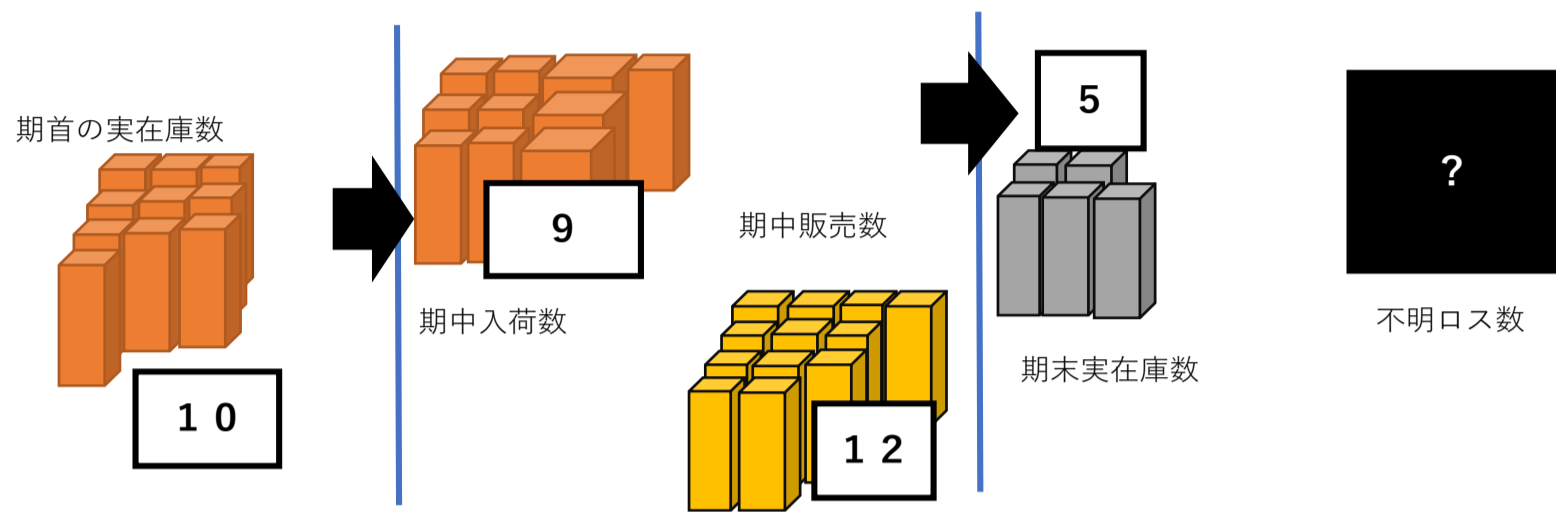 期首の実在庫数
１０
9
期中入荷数
期中販売数
１２
5
期末実在庫数
？
不明ロス数